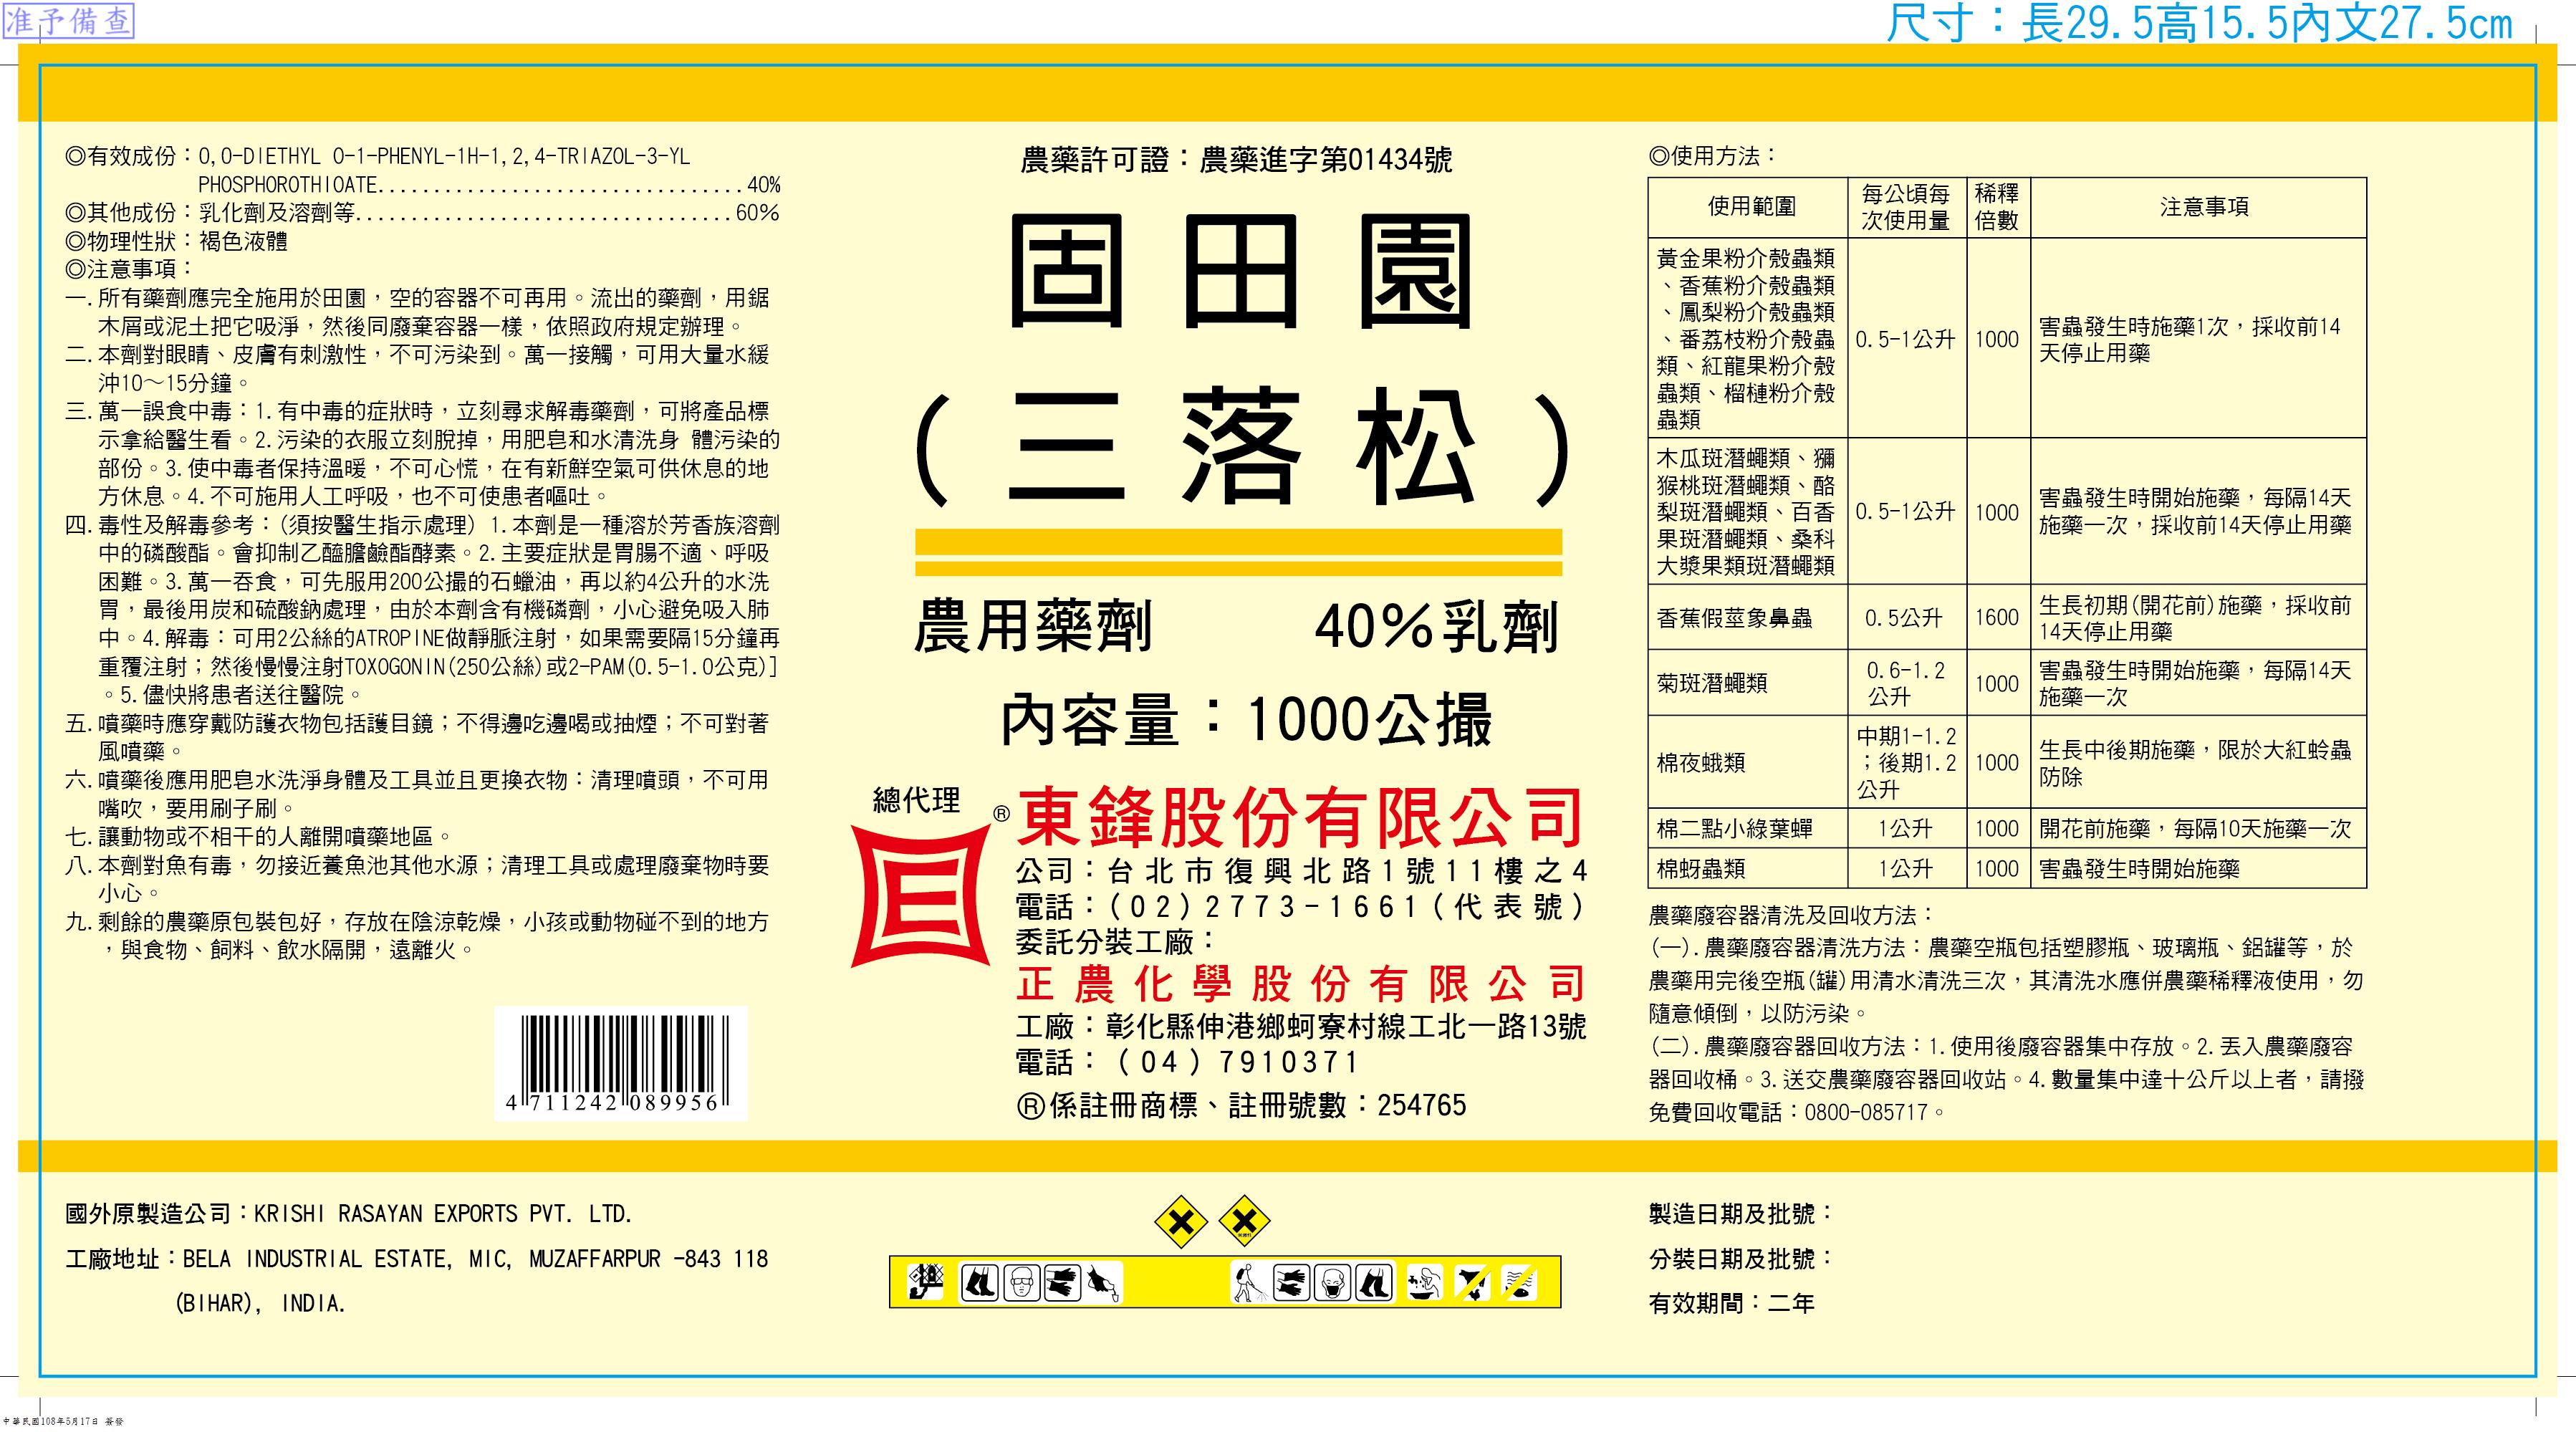 准予備查
尺寸：長29.5高15.5內文27.5cm
◎有效成份：O,O-DIETHYL O-1-PHENYL-1H-1,2,4-TRIAZOL-3-YL
PHOSPHOROTHIOATE.................................40%
◎其他成份：乳化劑及溶劑等..................................60%
◎物理性狀：褐色液體
◎注意事項：
一.所有藥劑應完全施用於田園，空的容器不可再用。流出的藥劑，用鋸
木屑或泥土把它吸淨，然後同廢棄容器一樣，依照政府規定辦理。
二.本劑對眼睛、皮膚有刺激性，不可污染到。萬一接觸，可用大量水緩
沖10～15分鐘。
三.萬一誤食中毒：1.有中毒的症狀時，立刻尋求解毒藥劑，可將產品標
示拿給醫生看。2.污染的衣服立刻脫掉，用肥皂和水清洗身 體污染的
部份。3.使中毒者保持溫暖，不可心慌，在有新鮮空氣可供休息的地
方休息。4.不可施用人工呼吸，也不可使患者嘔吐。
四.毒性及解毒參考：(須按醫生指示處理) 1.本劑是一種溶於芳香族溶劑
中的磷酸酯。會抑制乙醯膽鹼酯酵素。2.主要症狀是胃腸不適、呼吸
困難。3.萬一吞食，可先服用200公撮的石蠟油，再以約4公升的水洗
胃，最後用炭和硫酸鈉處理，由於本劑含有機磷劑，小心避免吸入肺
中。4.解毒：可用2公絲的ATROPINE做靜脈注射，如果需要隔15分鐘再
重覆注射；然後慢慢注射TOXOGONIN(250公絲)或2-PAM(0.5-1.0公克)]
。5.儘快將患者送往醫院。
五.噴藥時應穿戴防護衣物包括護目鏡；不得邊吃邊喝或抽煙；不可對著
風噴藥。
六.噴藥後應用肥皂水洗淨身體及工具並且更換衣物：清理噴頭，不可用
嘴吹，要用刷子刷。
七.讓動物或不相干的人離開噴藥地區。
八.本劑對魚有毒，勿接近養魚池其他水源；清理工具或處理廢棄物時要
小心。
九.剩餘的農藥原包裝包好，存放在陰涼乾燥，小孩或動物碰不到的地方
，與食物、飼料、飲水隔開，遠離火。
4 711242 089956
農藥許可證：農藥進字第01434號
固田園
(三落松)
農用藥劑 40%乳劑
內容量：1000公撮
總代理
® 東鋒股份有限公司
公司：台北市復興北路1號11樓之4
電話：(02)2773-1661(代表號)
委託分裝工廠：
正農化學股份有限公司
工廠：彰化縣伸港鄉蚵寮村線工北一路13號
電話：(04)7910371
®係註冊商標、註冊號數：254765
◎使用方法：
使用範圍 每公頃每次使用量 稀釋倍數 注意事項
黃金果粉介殼蟲類
、香蕉粉介殼蟲類
、鳳梨粉介殼蟲類
、番荔枝粉介殼蟲
類、紅龍果粉介殼
蟲類、榴槤粉介殼
蟲類
0.5-1公升 1000
害蟲發生時施藥1次，採收前14
天停止用藥
木瓜斑潛蠅類、獼
猴桃斑潛蠅類、酪
梨斑潛蠅類、百香
果斑潛蠅類、桑科
大漿果類斑潛蠅類
0.5-1公升 1000
害蟲發生時開始施藥，每隔14天
施藥一次，採收前14天停止用藥
香蕉假莖象鼻蟲 0.5公升 1600
生長初期(開花前)施藥，採收前
14天停止用藥
菊斑潛蠅類
0.6-1.2
公升
1000
害蟲發生時開始施藥，每隔14天
施藥一次
棉夜蛾類
中期1-1.2
；後期1.2
公升
1000
生長中後期施藥，限於大紅蛉蟲
防除
棉二點小綠葉蟬 1公升 1000 開花前施藥，每隔10天施藥一次
棉蚜蟲類 1公升 1000 害蟲發生時開始施藥
農藥廢容器清洗及回收方法：
(一).農藥廢容器清洗方法：農藥空瓶包括塑膠瓶、玻璃瓶、鋁罐等，於
農藥用完後空瓶(罐)用清水清洗三次，其清洗水應併農藥稀釋液使用，勿
隨意傾倒，以防污染。
(二).農藥廢容器回收方法：1.使用後廢容器集中存放。2.丟入農藥廢容
器回收桶。3.送交農藥廢容器回收站。4.數量集中達十公斤以上者，請撥
免費回收電話：0800-085717。
國外原製造公司：KRISHI RASAYAN EXPORTS PVT. LTD.
工廠地址：BELA INDUSTRIAL ESTATE, MIC, MUZAFFARPUR -843 118
(BIHAR), INDIA.
製造日期及批號：
分裝日期及批號：
有效期間：二年
中華民國108年5月17日 簽發